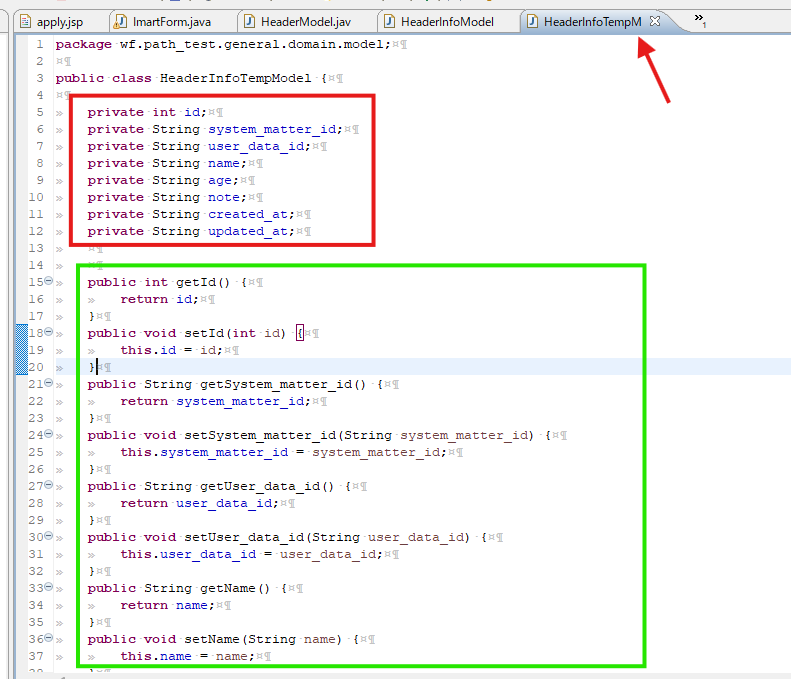 apply.jsp ImartForm.java HeaderModel.jav HeaderInfoModel HeaderInfoTempM »1
1 package wf.path_test.general.domain.model;¤¶
2 ¤¶
3 public class HeaderInfoTempModel {¤¶
4 ¤¶
5 » private int id;¤¶
6 » private String system_matter_id;¤¶
7 » private String user_data_id;¤¶
8 » private String name;¤¶
9 » private String age;¤¶
10 » private String note;¤¶
11 » private String created_at;¤¶
12 » private String updated_at;¤¶
13 » ¤¶
14 » ¤¶
15 » public int getId() {¤¶
16 » » return id;¤¶
17 » }¤¶
18 » public void setId(int id) {¤¶
19 » » this.id = id;¤¶
20 » }¤¶
21 » public String getSystem_matter_id() {¤¶
22 » » return system_matter_id;¤¶
23 » }¤¶
24 » public void setSystem_matter_id(String system_matter_id) {¤¶
25 » » this.system_matter_id = system_matter_id;¤¶
26 » }¤¶
27 » public String getUser_data_id() {¤¶
28 » » return user_data_id;¤¶
29 » }¤¶
30 » public void setUser_data_id(String user_data_id) {¤¶
31 » » this.user_data_id = user_data_id;¤¶
32 » }¤¶
33 » public String getName() {¤¶
34 » » return name;¤¶
35 » }¤¶
36 » public void setName(String name) {¤¶
37 » » this.name = name;¤¶